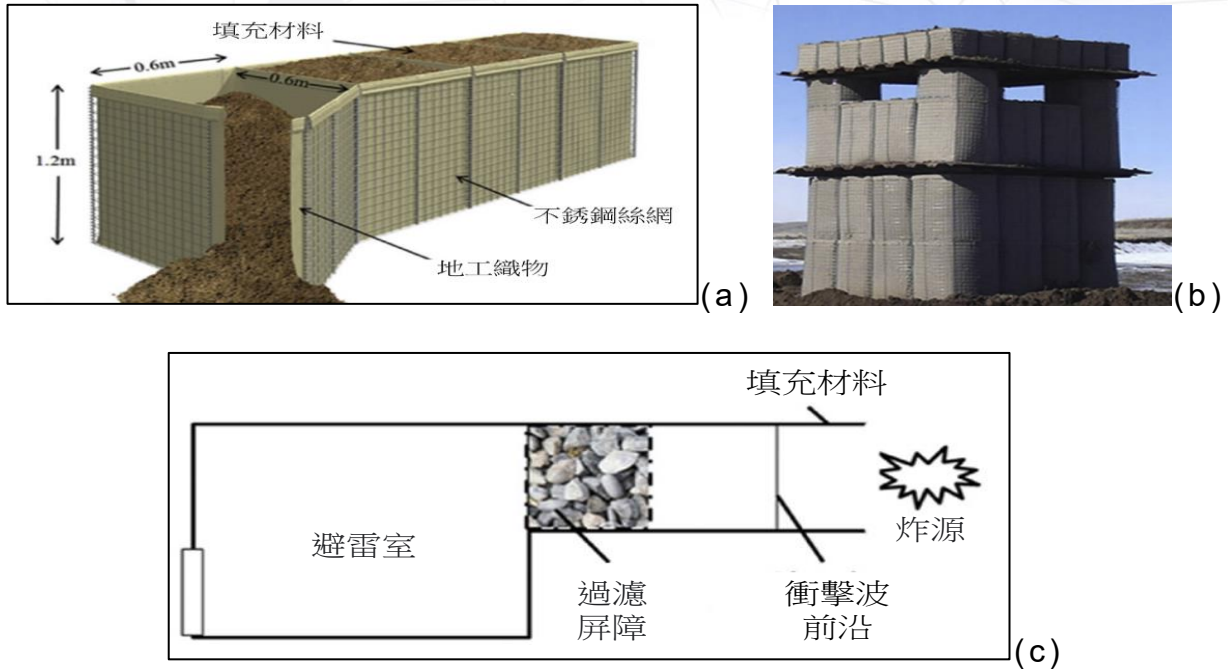 填充材料
0.6m
0.6m
1.2m
不銹鋼絲網
地工織物
(a)
(b)
填充材料
炸源
避雷室
過濾
屏障
衝擊波
前沿
(c)